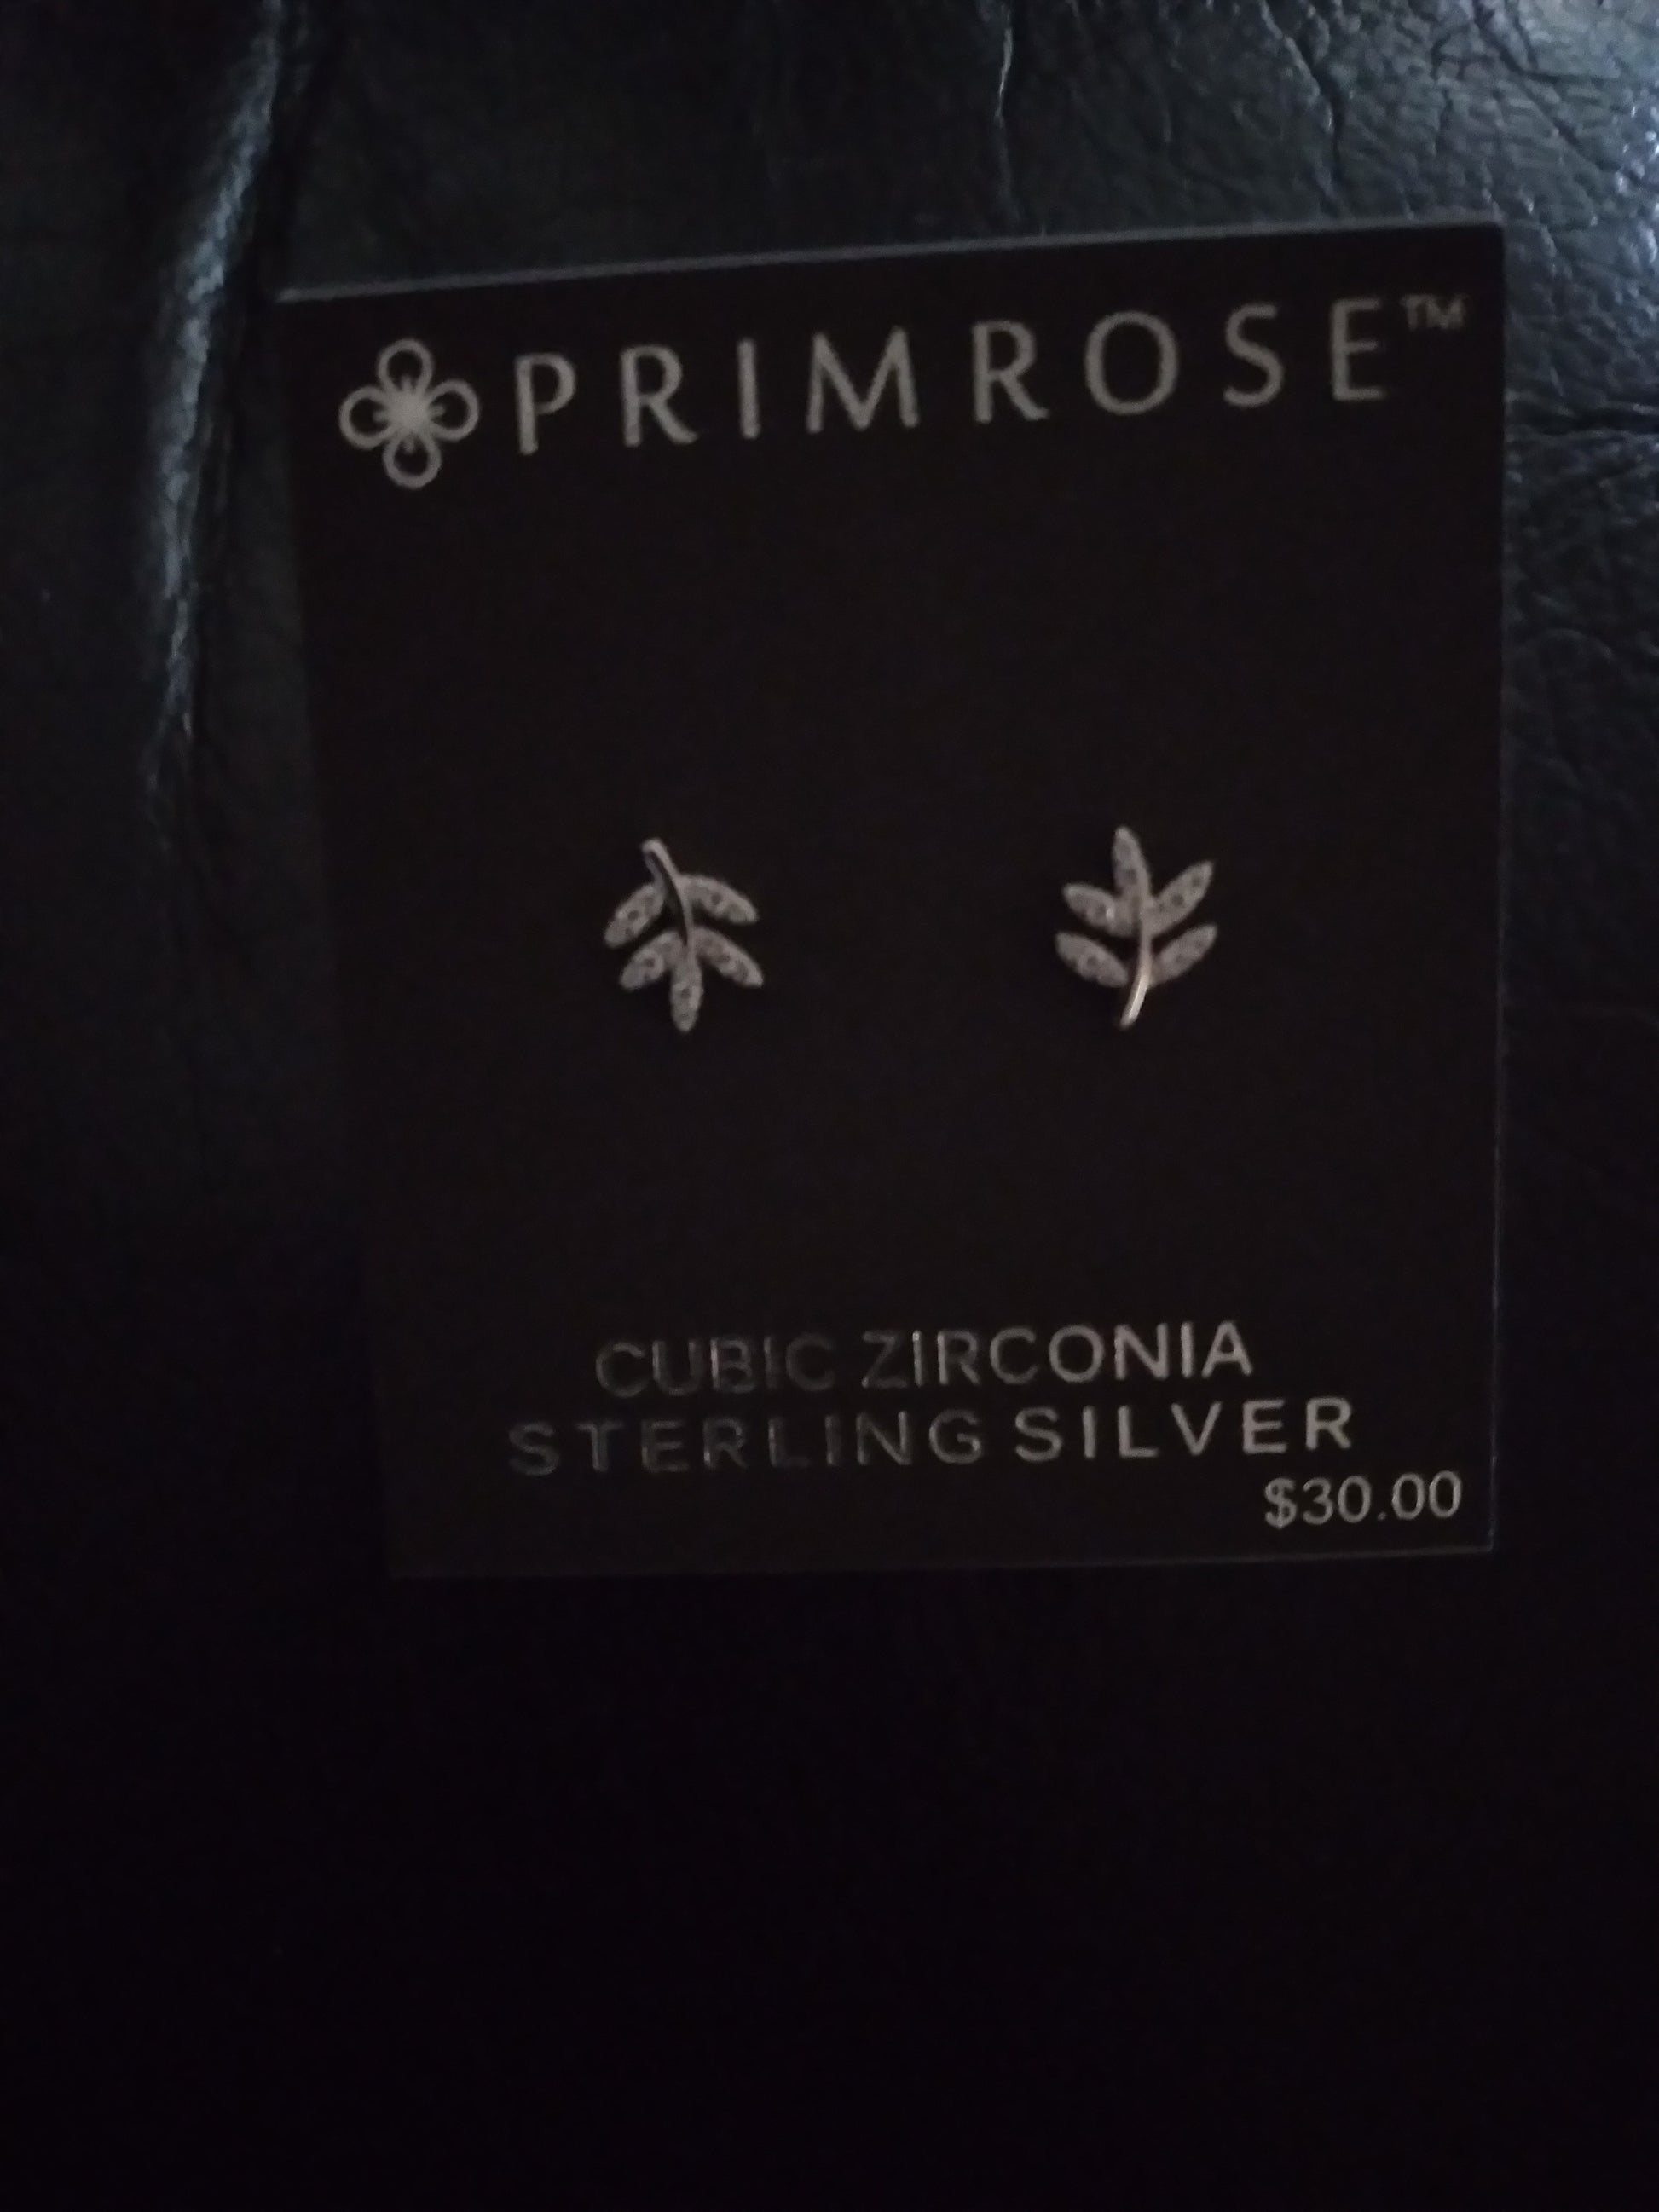 PRIMROSE™
CUBIC ZIRCONIA
STERLING SILVER
$30.00